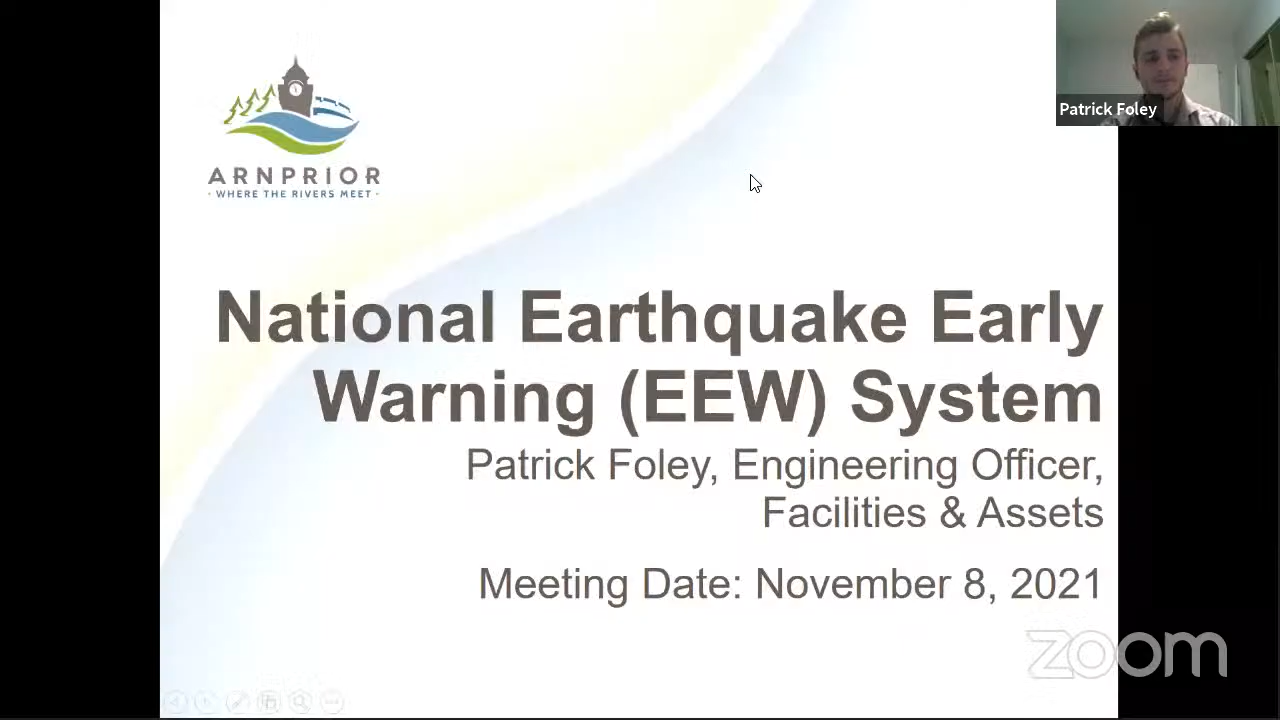 Patrick Foley
ARNPRIOR
· WHERE THE RIVERS MEET ·
National Earthquake Early
Warning (EEW) System
Patrick Foley, Engineering Officer,
Facilities & Assets
Meeting Date: November 8, 2021
zoom